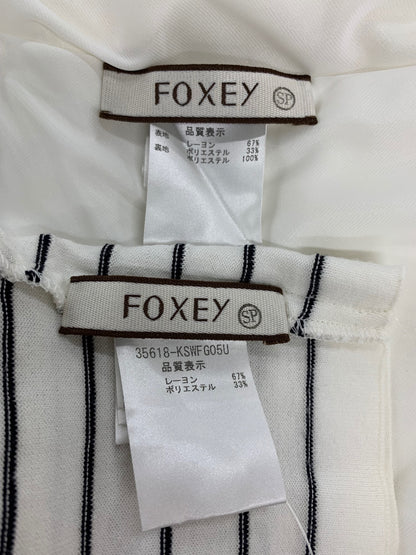 FOXEY SP
品質表示
表地 レーヨン 67%
ポリエステル 33%
裏地 ポリエステル 100%
FOXEY SP
35618-KSWFG05U
品質表示
レーヨン 67%
ポリエステル 33%